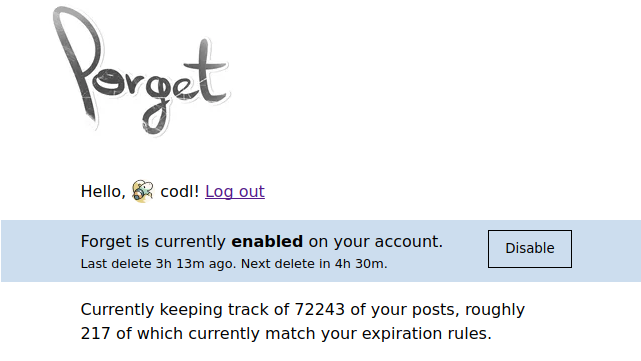 Forget
Hello, codl! Log out
Forget is currently enabled on your account.
Disable
Last delete 3h 13m ago. Next delete in 4h 30m.
Currently keeping track of 72243 of your posts, roughly
217 of which currently match your expiration rules.